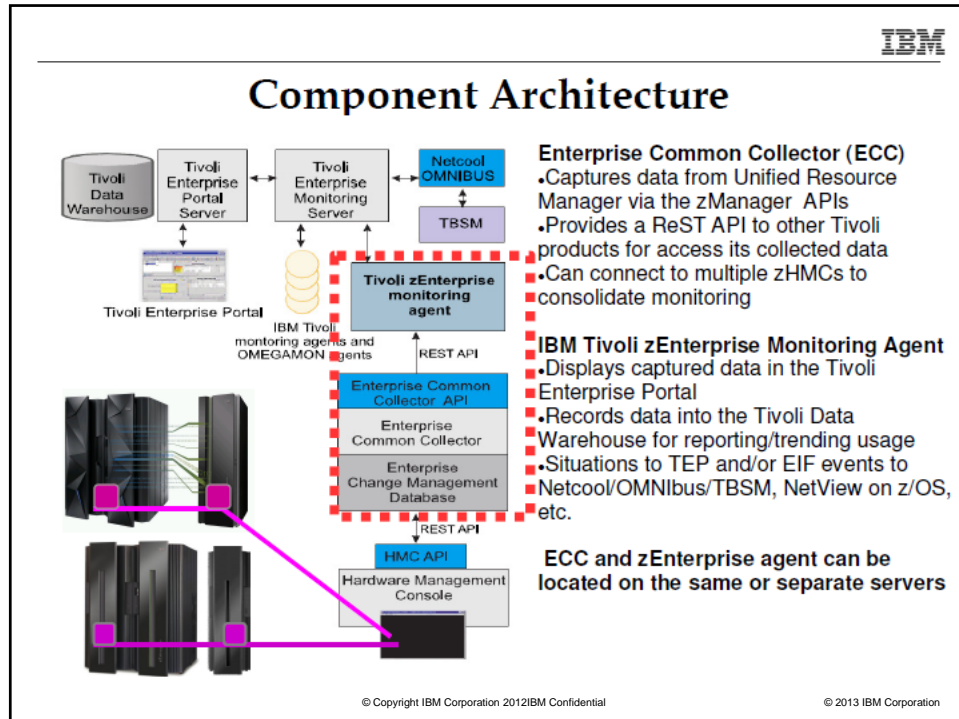 IBM
Component Architecture
Tivoli
Data
Warehouse
Tivoli
Enterprise
Portal
Server
Tivoli
Enterprise
Monitoring
Server
Netcool
OMNIBUS
TBSM
Tivoli Enterprise Portal
IBM Tivoli
montoring agents and
OMEGAMON agents
Tivoli zEnterprise
monitoring
agent
REST API
Enterprise Common
Collector API
Enterprise
Common Collector
Enterprise
Change Management
Database
REST API
HMC API
Hardware Management
Console
Enterprise Common Collector (ECC)
•Captures data from Unified Resource
Manager via the zManager APIs
•Provides a ReST API to other Tivoli
products for access its collected data
•Can connect to multiple zHMCs to
consolidate monitoring
IBM Tivoli zEnterprise Monitoring Agent
•Displays captured data in the Tivoli
Enterprise Portal
•Records data into the Tivoli Data
Warehouse for reporting/trending usage
•Situations to TEP and/or EIF events to
Netcool/OMNIbus/TBSM, NetView on z/OS,
etc.
ECC and zEnterprise agent can be
located on the same or separate servers
© Copyright IBM Corporation 2012IBM Confidential
© 2013 IBM Corporation